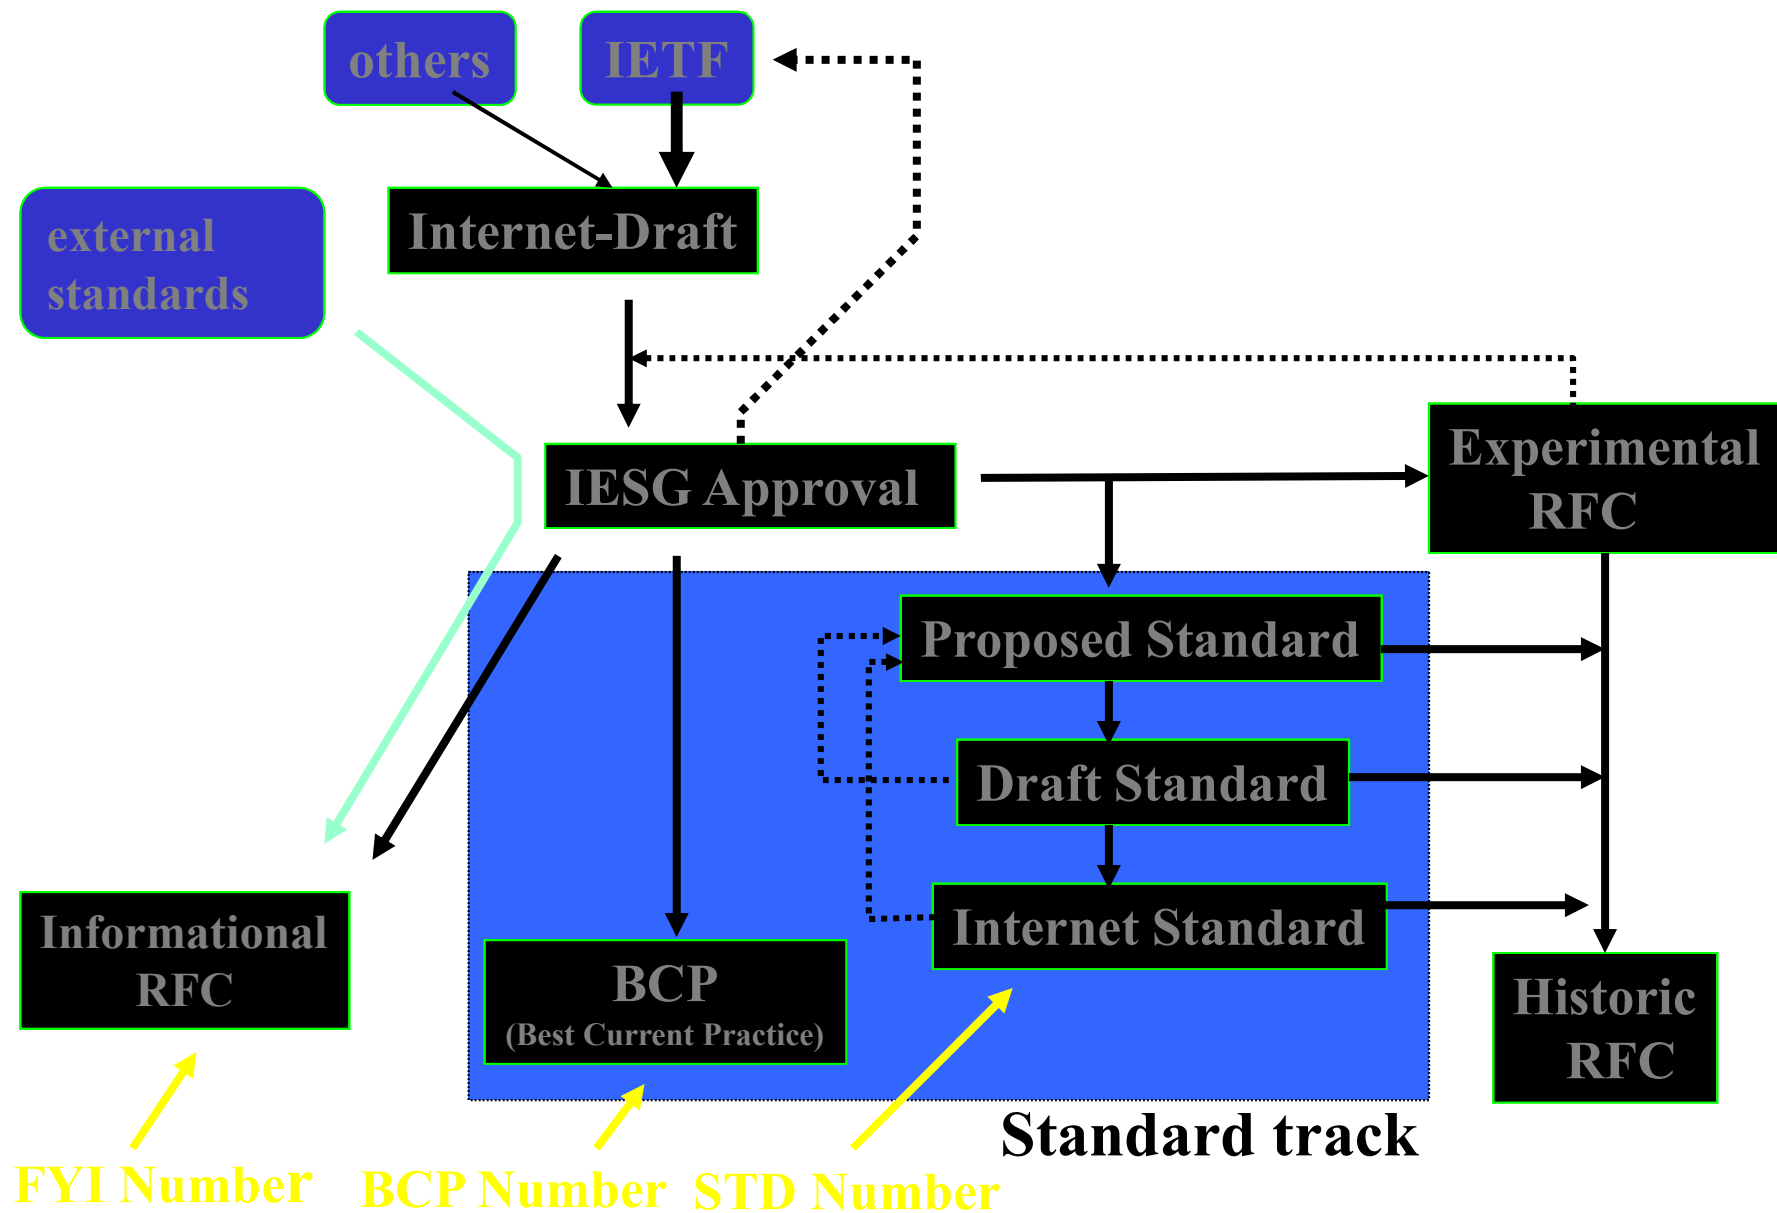 others
IETF
external
standards
Internet-Draft
IESG Approval
Experimental
RFC
Proposed Standard
Draft Standard
Internet Standard
Informational
RFC
BCP
(Best Current Practice)
Historic
RFC
Standard track
FYI Number
BCP Number
STD Number